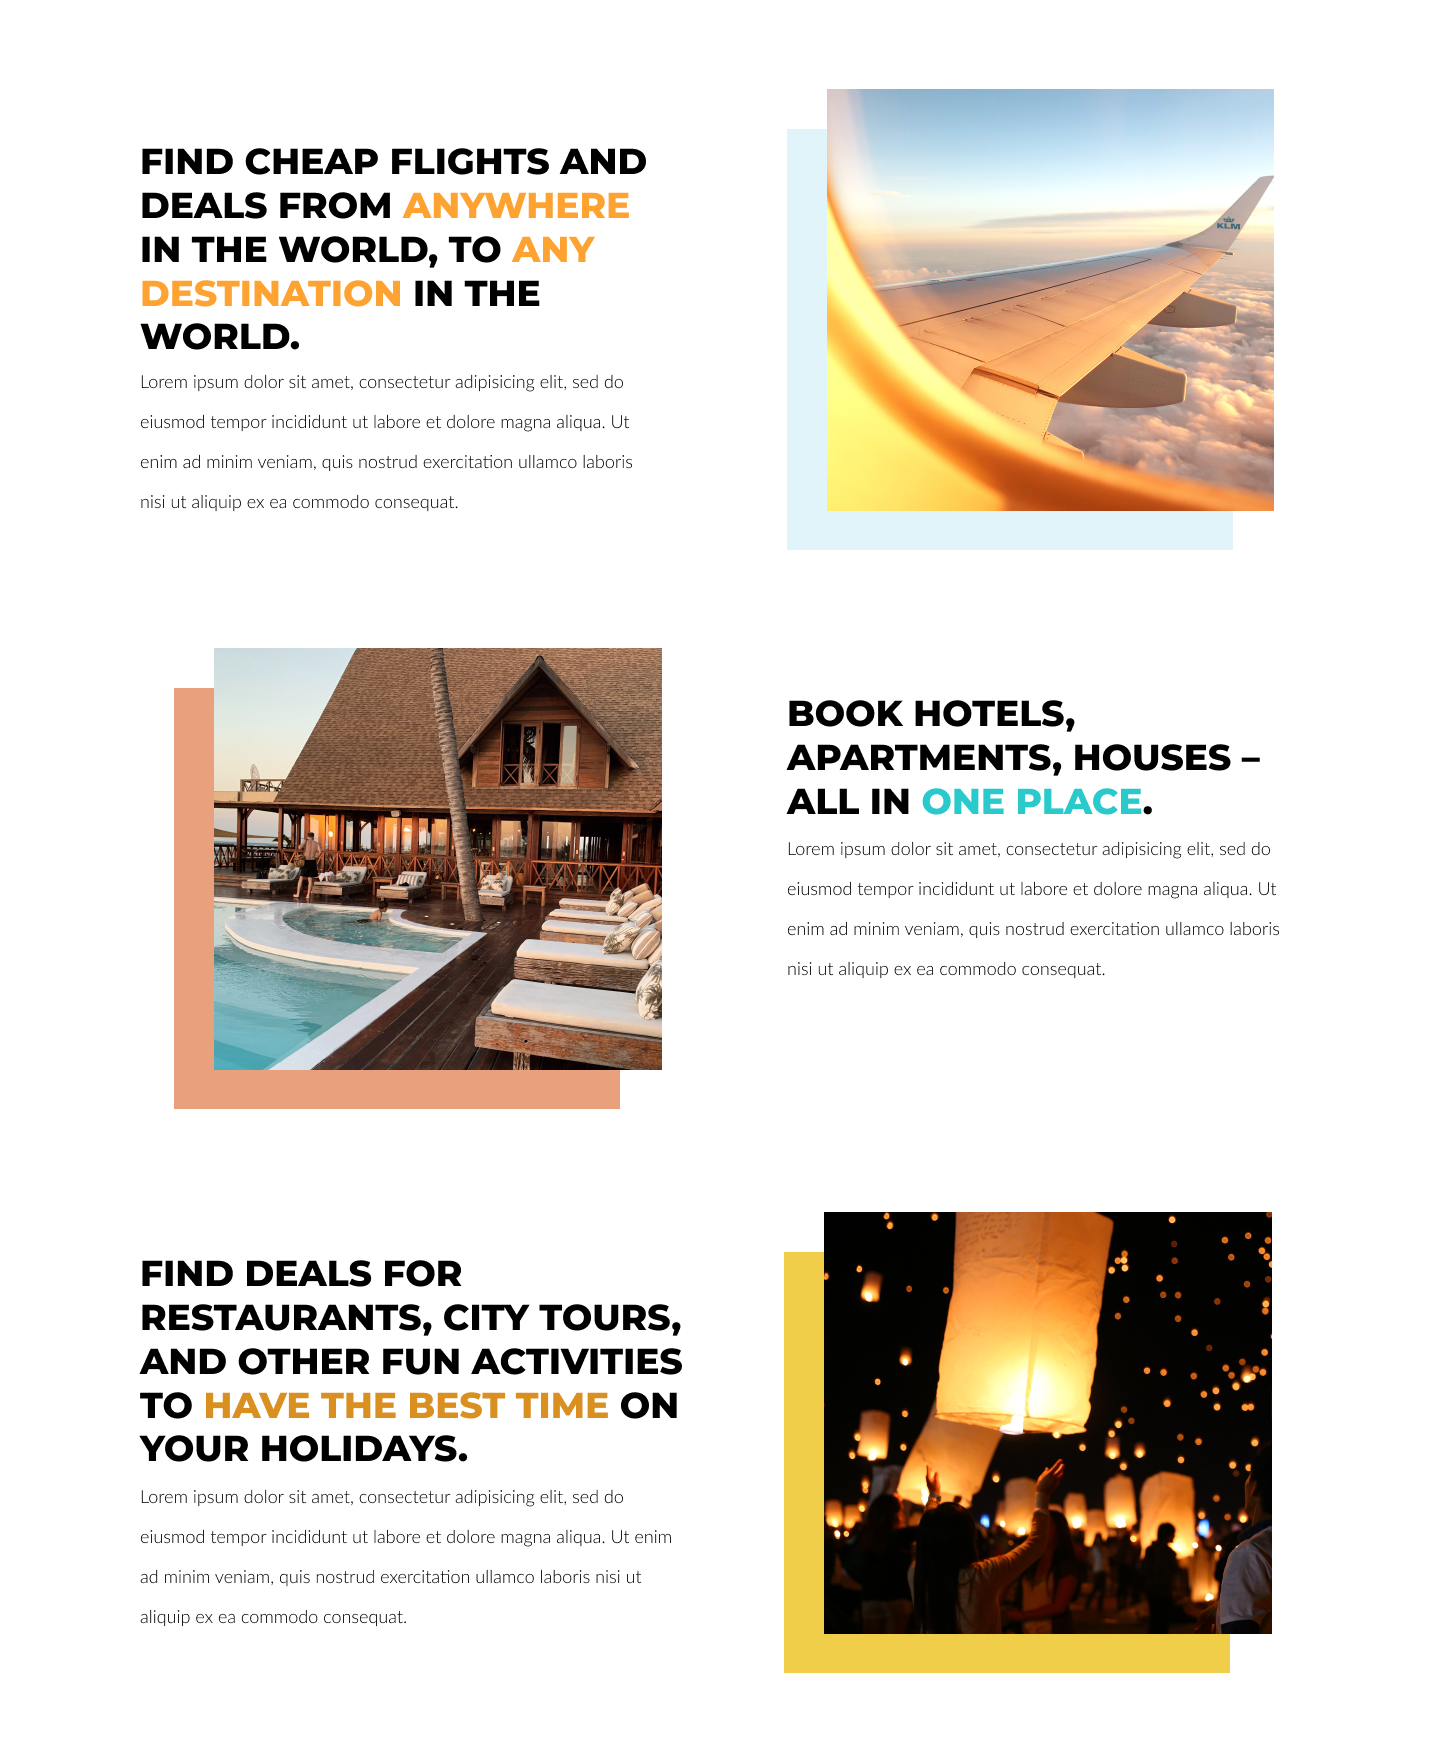 FIND CHEAP FLIGHTS AND
DEALS FROM ANYWHERE
IN THE WORLD, TO ANY
DESTINATION IN THE
WORLD.
Lorem ipsum dolor sit amet, consectetur adipisicing elit, sed do
eiusmod tempor incididunt ut labore et dolore magna aliqua. Ut
enim ad minim veniam, quis nostrud exercitation ullamco laboris
nisi ut aliquip ex ea commodo consequat.
KLM
BOOK HOTELS,
APARTMENTS, HOUSES –
ALL IN ONE PLACE.
Lorem ipsum dolor sit amet, consectetur adipisicing elit, sed do
eiusmod tempor incididunt ut labore et dolore magna aliqua. Ut
enim ad minim veniam, quis nostrud exercitation ullamco laboris
nisi ut aliquip ex ea commodo consequat.
FIND DEALS FOR
RESTAURANTS, CITY TOURS,
AND OTHER FUN ACTIVITIES
TO HAVE THE BEST TIME ON
YOUR HOLIDAYS.
Lorem ipsum dolor sit amet, consectetur adipisicing elit, sed do
eiusmod tempor incididunt ut labore et dolore magna aliqua. Ut enim
ad minim veniam, quis nostrud exercitation ullamco laboris nisi ut
aliquip ex ea commodo consequat.